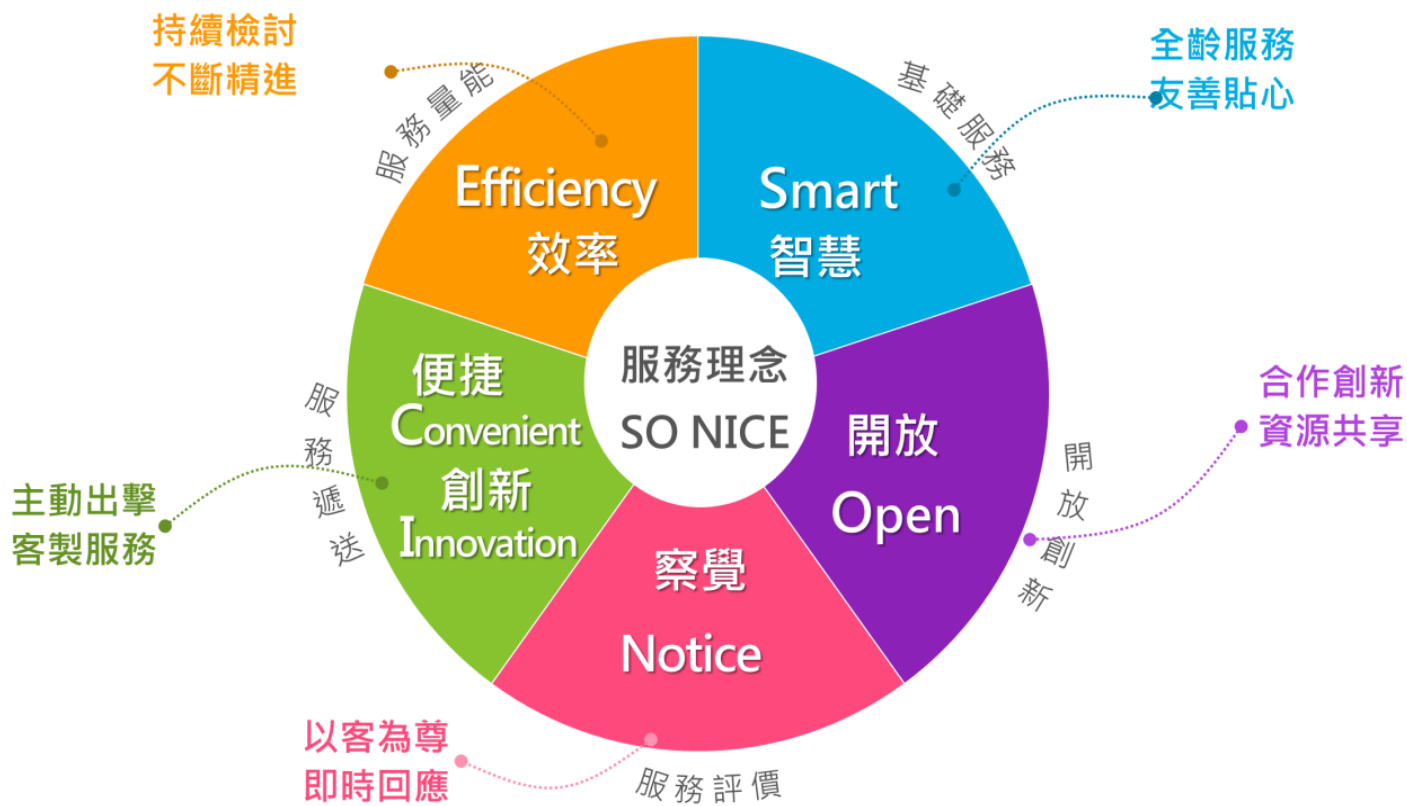 服務理念
SO NICE
Smart
智慧
基礎服務
全齡服務
友善貼心
開放
Open
開放創新
合作創新
資源共享
察覺
Notice
服務評價
以客為尊
即時回應
便捷
Convenient
創新
Innovation
服務遞送
主動出擊
客製服務
Efficiency
效率
服務量能
持續檢討
不斷精進